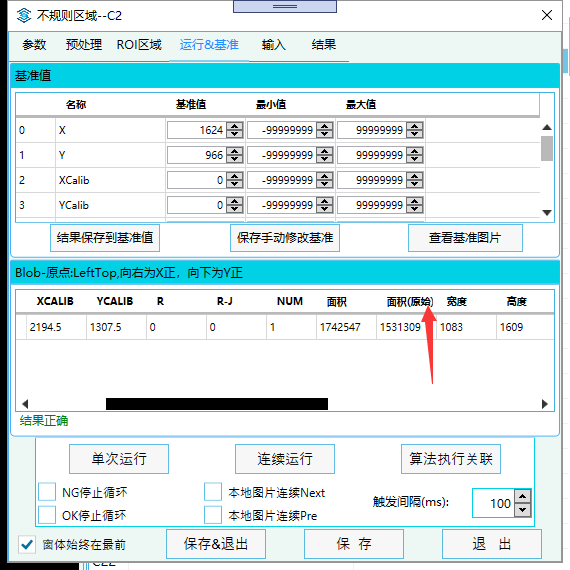 不规则区域--C2
参数 预处理 ROI区域 运行&基准 输入 结果
基准值
名称 基准值 最小值 最大值
0 X 1624 -99999999 99999999
1 Y 966 -99999999 99999999
2 XCalib 0 -99999999 99999999
3 YCalib 0 -99999999 99999999
结果保存到基准值 保存手动修改基准 查看基准图片
Blob-原点:LeftTop,向右为X正，向下为Y正
XCALIB YCALIB R R-J NUM 面积 面积(原始) 宽度 高度
2194.5 1307.5 0 0 1 1742547 1531309 1083 1609
结果正确
单次运行 连续运行 算法执行关联
NG停止循环 本地图片连续Next
触发间隔(ms): 100
OK停止循环 本地图片连续Pre
窗体始终在最前 保存&退出 保 存 退 出
C22